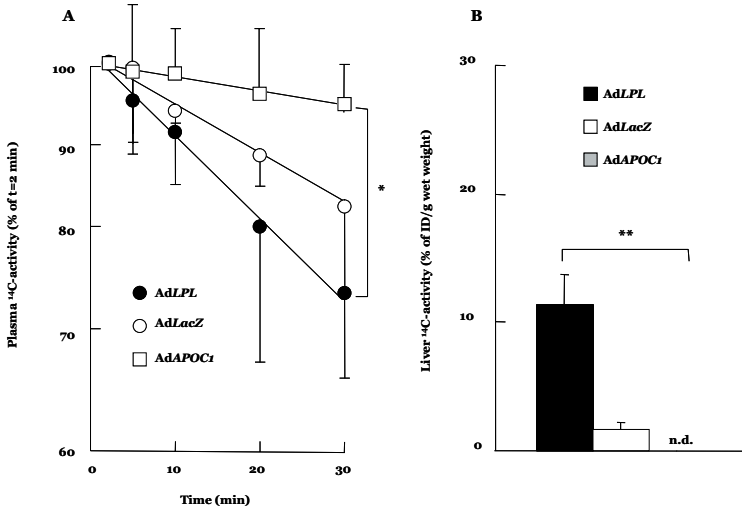 A
Plasma ¹⁴C-activity (% of t=2 min)
100
90
80
70
60
0
10
20
30
Time (min)
AdLPL
AdLacZ
AdAPOC1
*
B
Liver ¹⁴C-activity (% of ID/g wet weight)
30
20
10
0
AdLPL
AdLacZ
AdAPOC1
**
n.d.